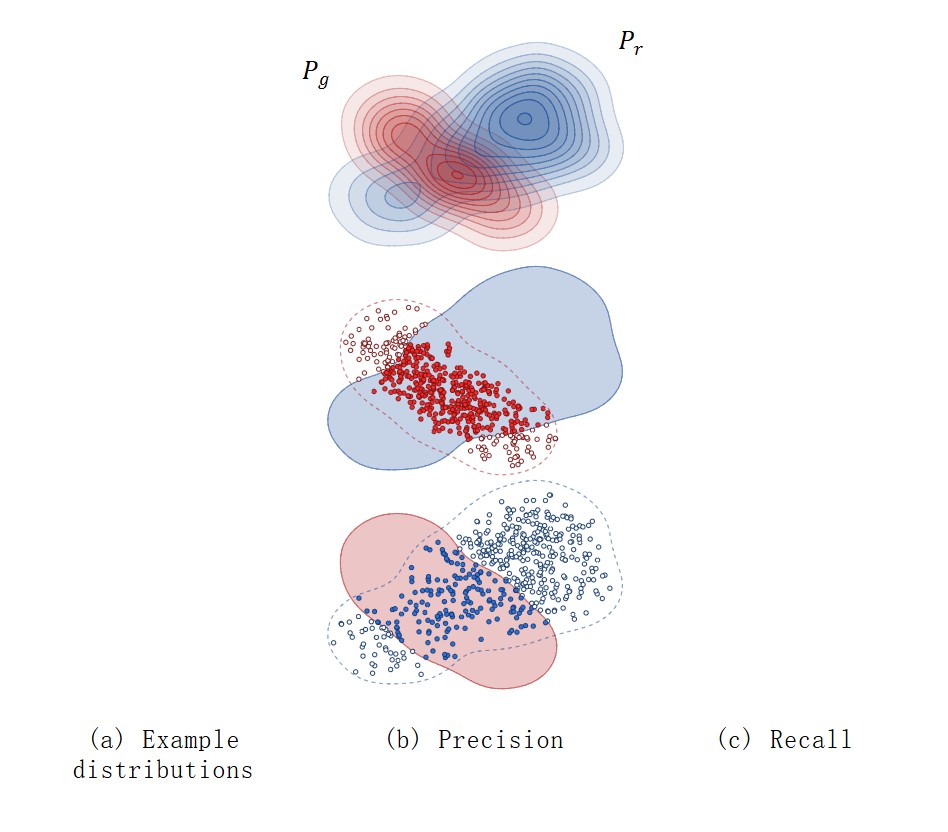 P_r
P_g
(a) Example
distributions
(b) Precision
(c) Recall